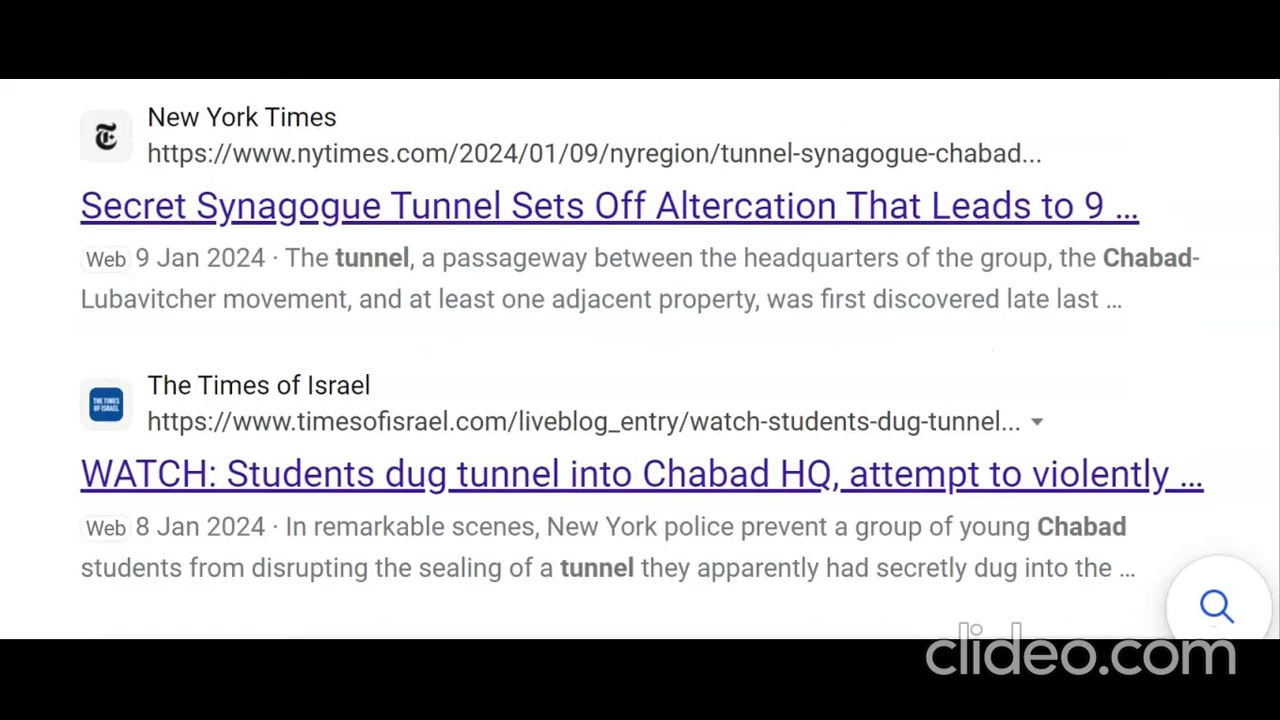 New York Times
https://www.nytimes.com/2024/01/09/nyregion/tunnel-synagogue-chabad...
Secret Synagogue Tunnel Sets Off Altercation That Leads to 9 ...
Web 9 Jan 2024 · The tunnel, a passageway between the headquarters of the group, the Chabad-
Lubavitcher movement, and at least one adjacent property, was first discovered late last ...
THE TIMES
OF ISRAEL
The Times of Israel
https://www.timesofisrael.com/liveblog_entry/watch-students-dug-tunnel...
WATCH: Students dug tunnel into Chabad HQ, attempt to violently ...
Web 8 Jan 2024 · In remarkable scenes, New York police prevent a group of young Chabad
students from disrupting the sealing of a tunnel they apparently had secretly dug into the ...
clideo.com